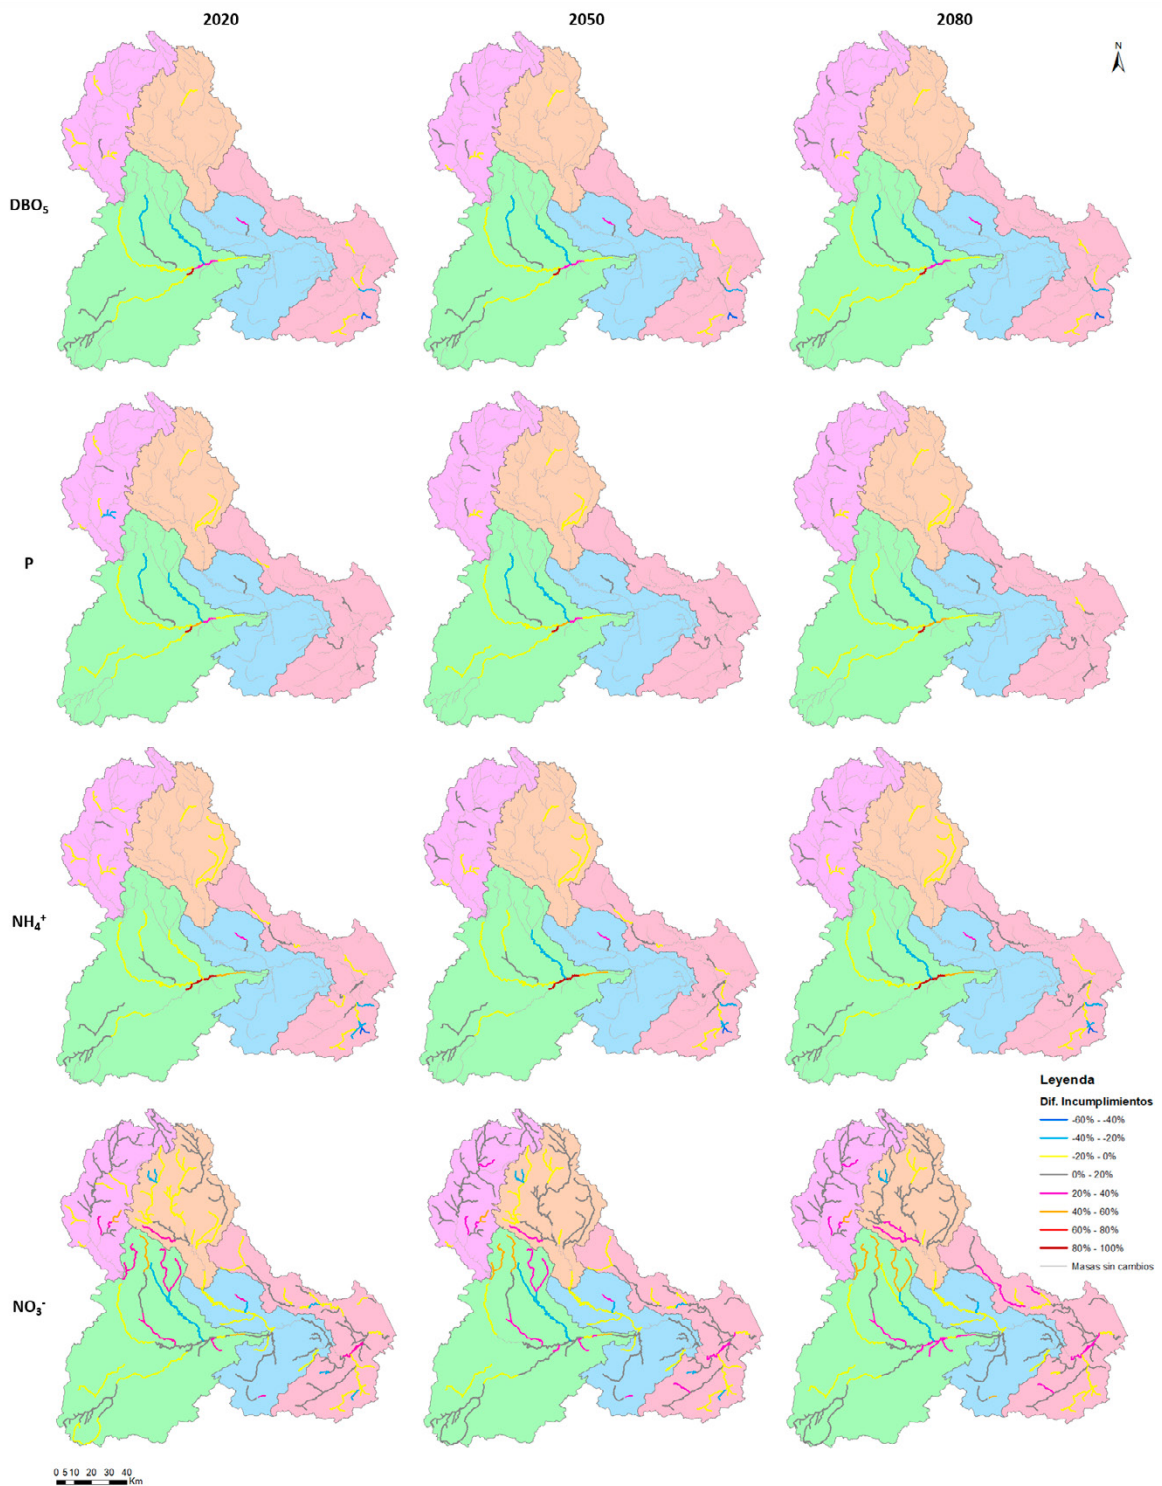 2020 2050 2080
N
DBO₅
P
NH₄⁺
Leyenda
Dif. Incumplimientos
-60% - -40%
-40% - -20%
-20% - 0%
0% - 20%
20% - 40%
40% - 60%
60% - 80%
80% - 100%
Masas sin cambios
NO₃⁻
0 5 10 20 30 40
Km